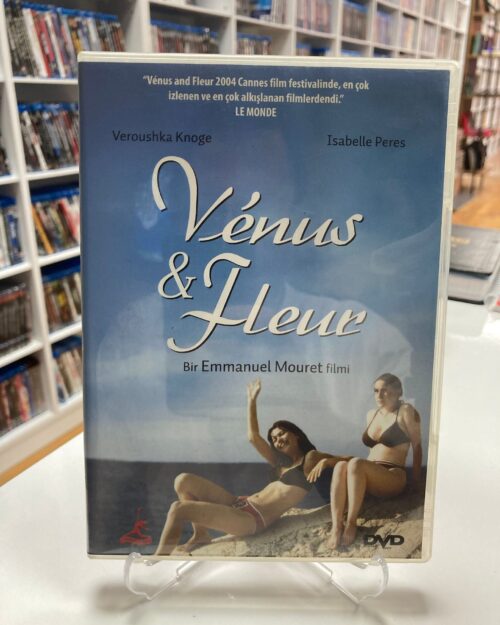 “Vénus and Fleur 2004 Cannes film festivalinde, en çok
izlenen ve en çok alkışlanan filmlerdendi.”
LE MONDE
Veroushka Knoge
Isabelle Peres
Vénus
& Fleur
Bir Emmanuel Mouret filmi
DVD